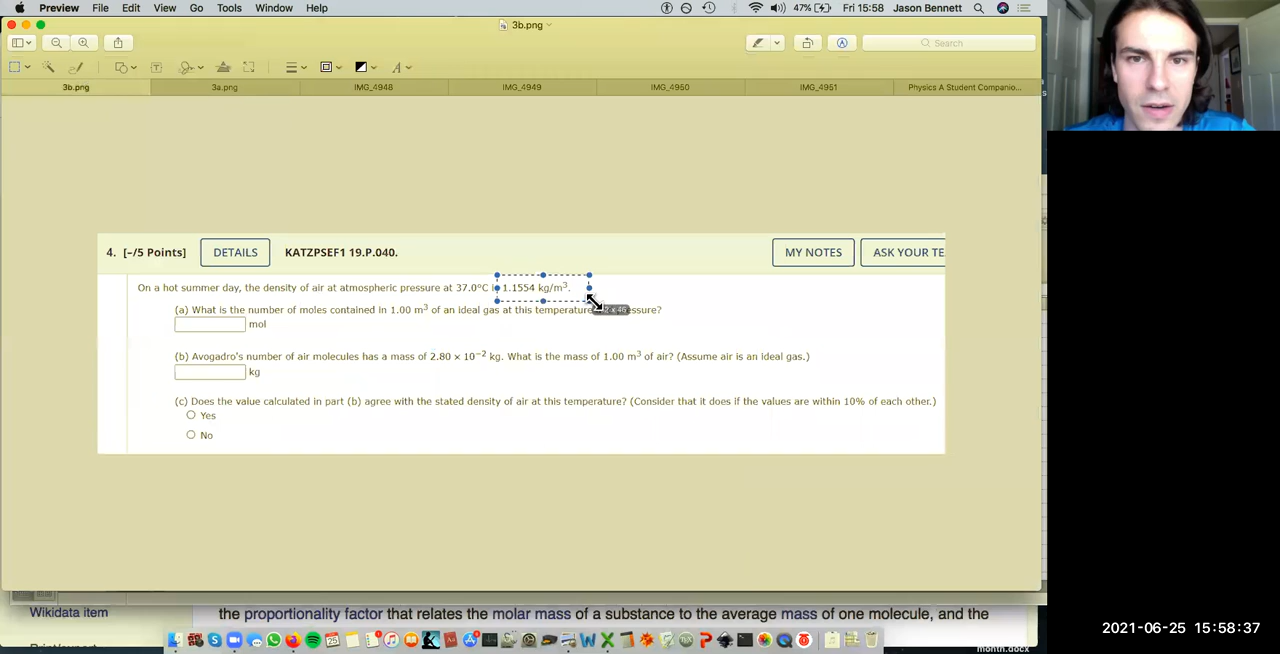 Preview File Edit View Go Tools Window Help 47% Fri 15:58 Jason Bennett
3b.png
Search
3b.png 3a.png IMG_4948 IMG_4949 IMG_4950 IMG_4951 Physics A Student Companio...
4. [-/5 Points] DETAILS KATZPSEF1 19.P.040. MY NOTES ASK YOUR TE
On a hot summer day, the density of air at atmospheric pressure at 37.0°C is 1.1554 kg/m³.
(a) What is the number of moles contained in 1.00 m³ of an ideal gas at this temperature pressure?
mol
(b) Avogadro's number of air molecules has a mass of 2.80 × 10⁻² kg. What is the mass of 1.00 m³ of air? (Assume air is an ideal gas.)
kg
(c) Does the value calculated in part (b) agree with the stated density of air at this temperature? (Consider that it does if the values are within 10% of each other.)
Yes
No
Wikidata item
the proportionality factor that relates the molar mass of a substance to the average mass of one molecule, and the
month.docx
2021-06-25 15:58:37